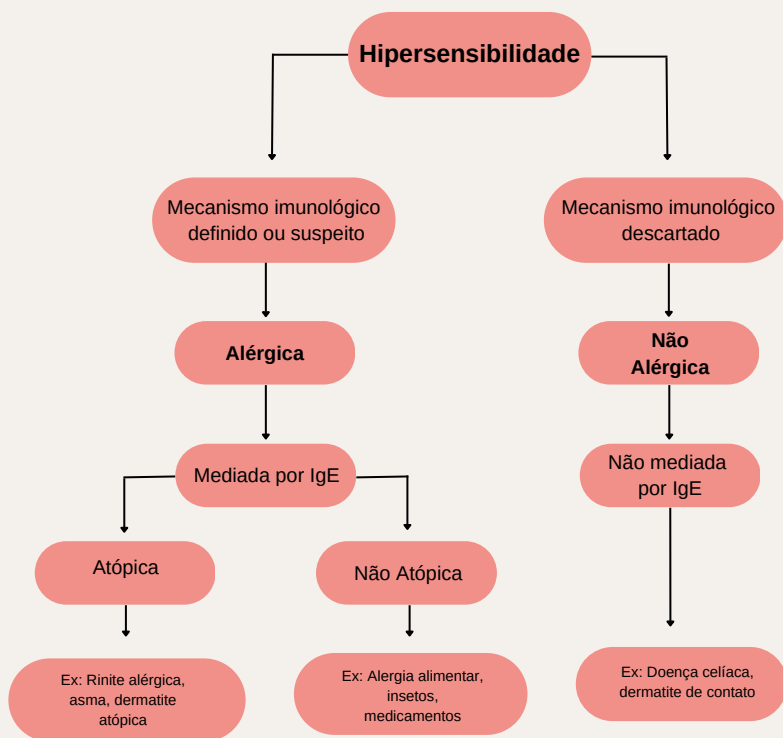 Hipersensibilidade
Mecanismo imunológico
definido ou suspeito
Mecanismo imunológico
descartado
Alérgica
Não
Alérgica
Mediada por IgE
Não mediada
por IgE
Atópica
Não Atópica
Ex: Rinite alérgica,
asma, dermatite
atópica
Ex: Alergia alimentar,
insetos,
medicamentos
Ex: Doença celíaca,
dermatite de contato